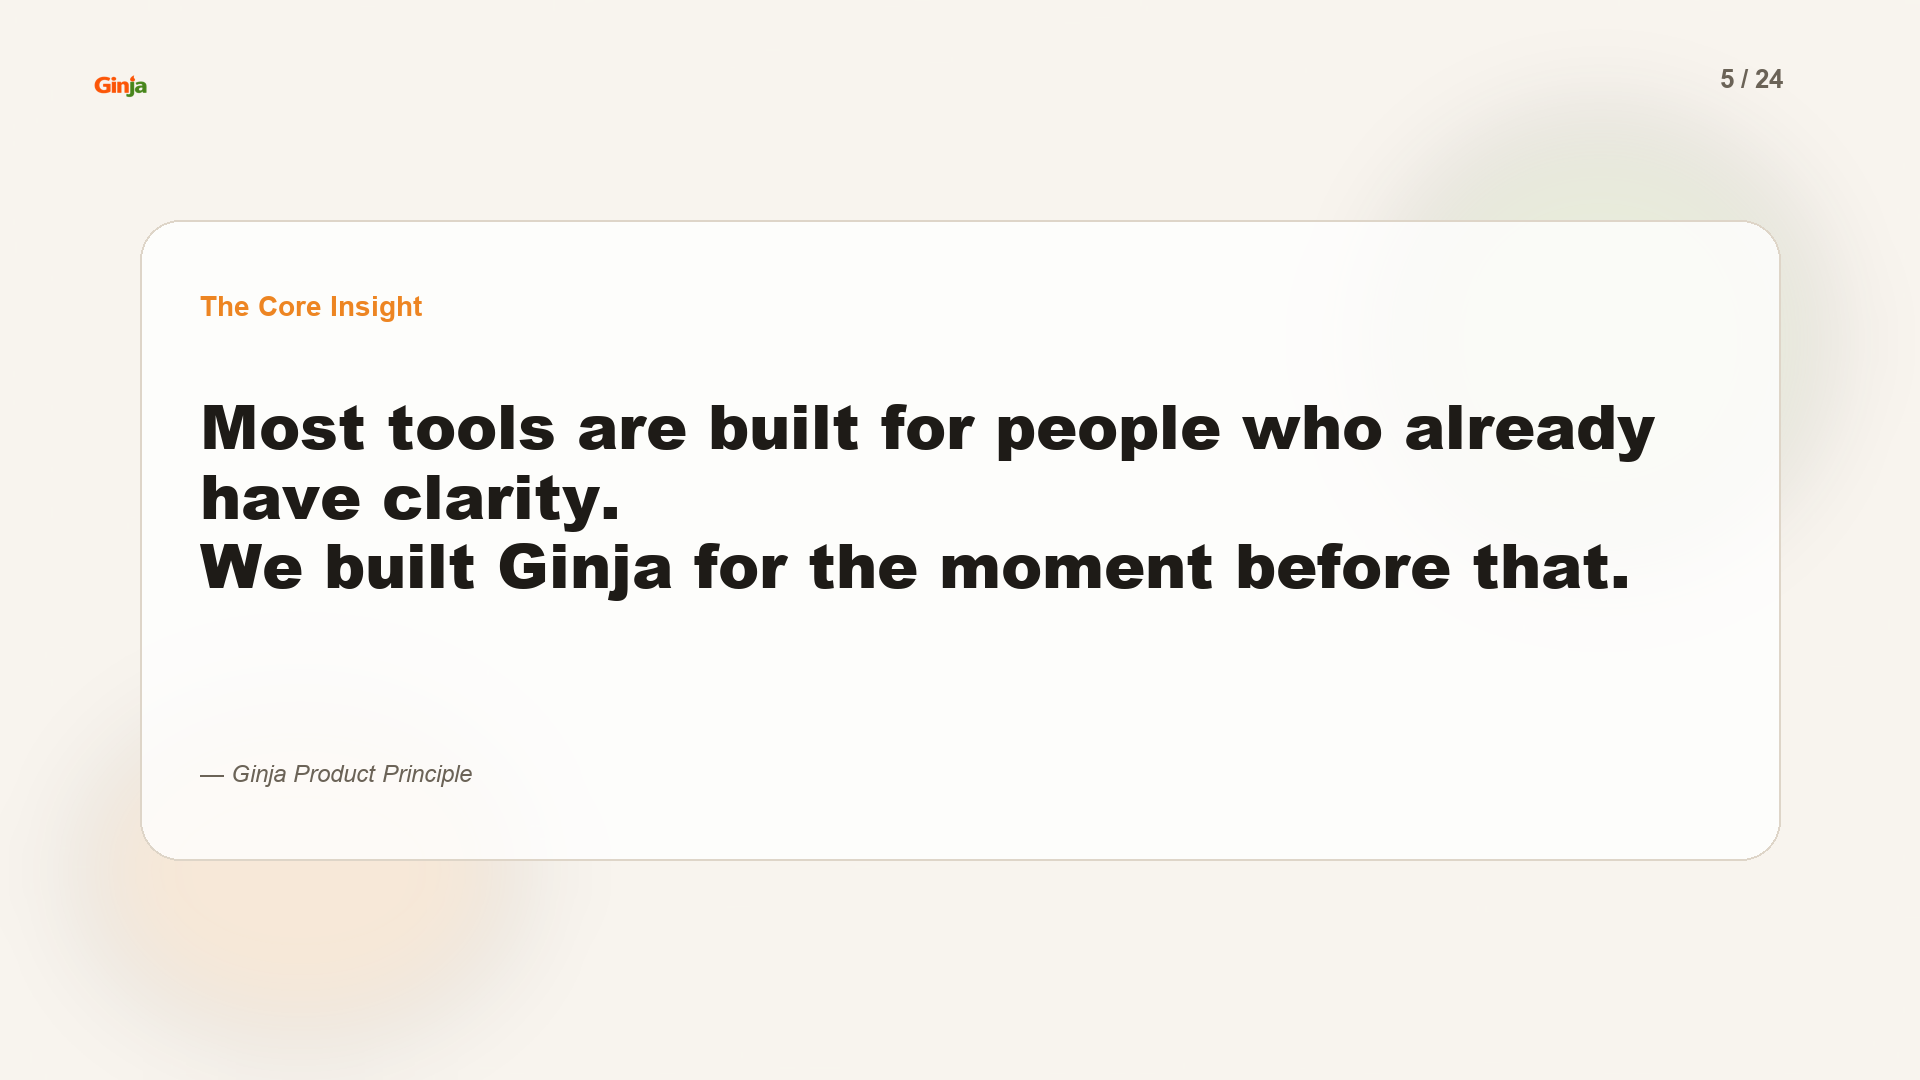 Ginja
5 / 24
The Core Insight
Most tools are built for people who already
have clarity.
We built Ginja for the moment before that.
— Ginja Product Principle